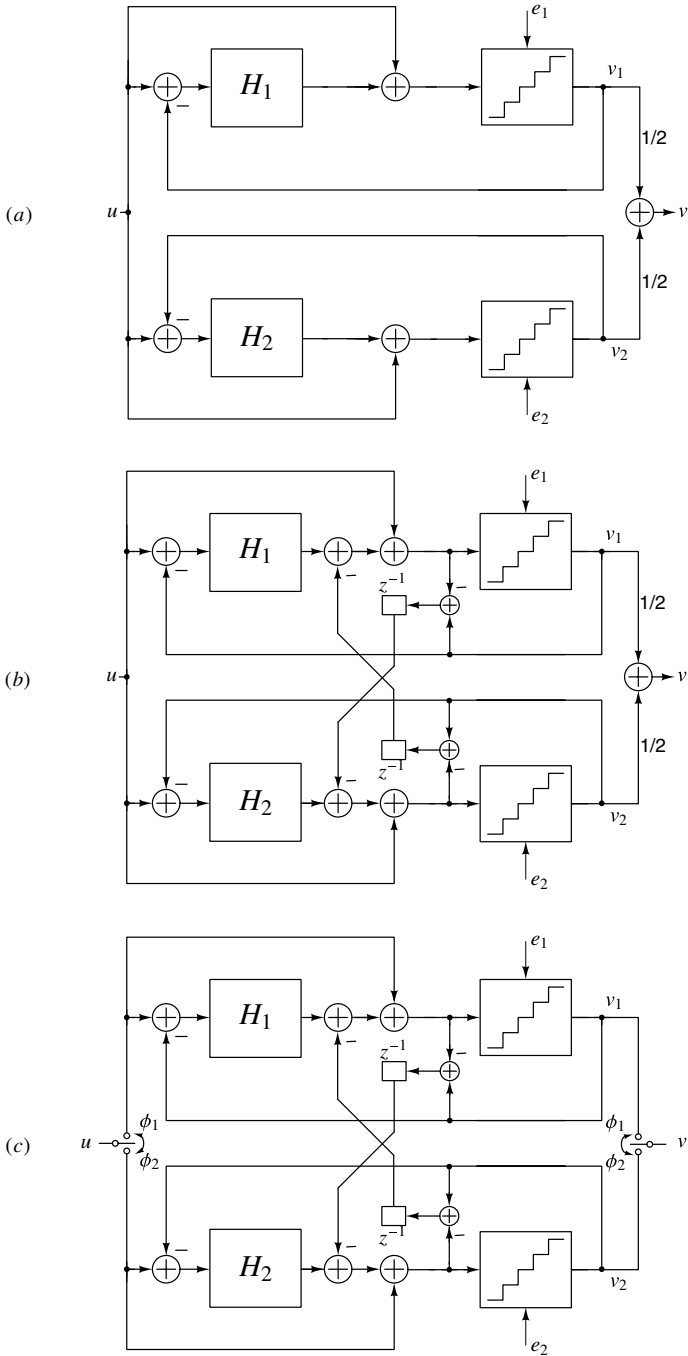 e₁
H₁
v₁
−
1/2
(a)
u
v
−
1/2
H₂
v₂
e₂
e₁
H₁
v₁
−
−
−
z⁻¹
1/2
(b)
u
v
−
z⁻¹
−
−
1/2
H₂
v₂
e₂
e₁
H₁
v₁
−
−
−
z⁻¹
ϕ₁
ϕ₁
(c)
u
v
ϕ₂
ϕ₂
−
z⁻¹
−
−
H₂
v₂
e₂